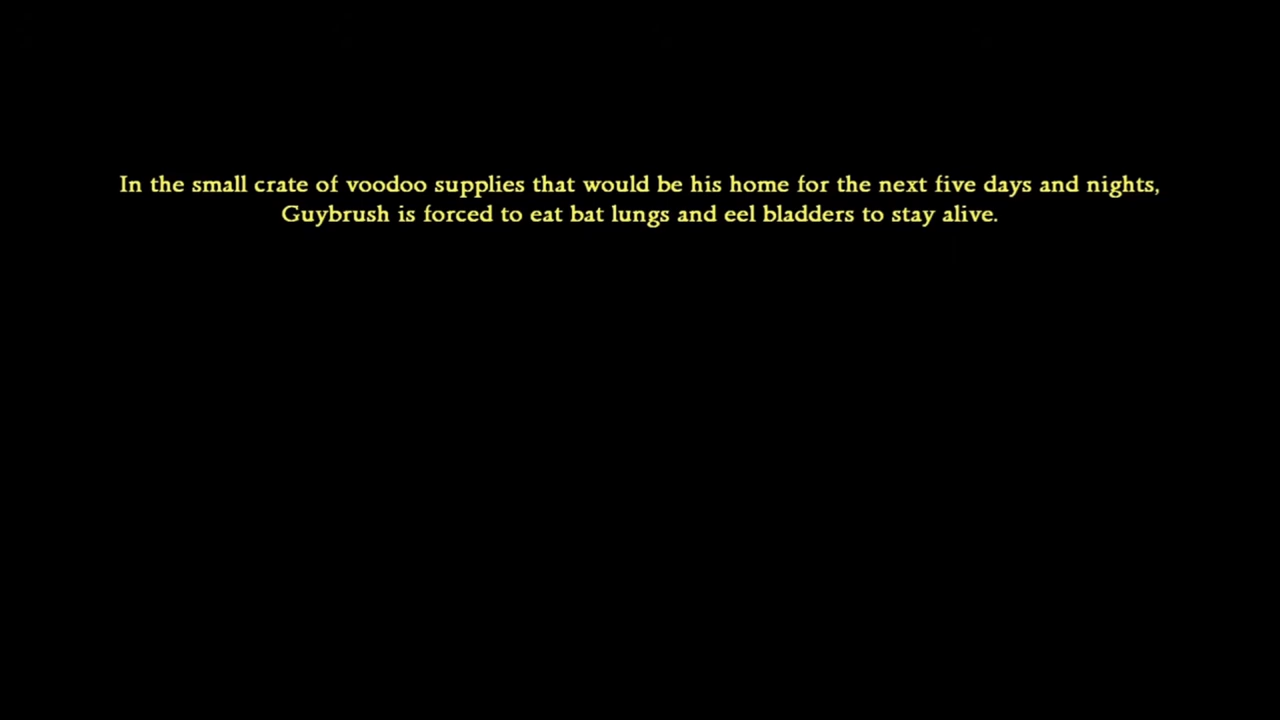 In the small crate of voodoo supplies that would be his home for the next five days and nights,
Guybrush is forced to eat bat lungs and eel bladders to stay alive.